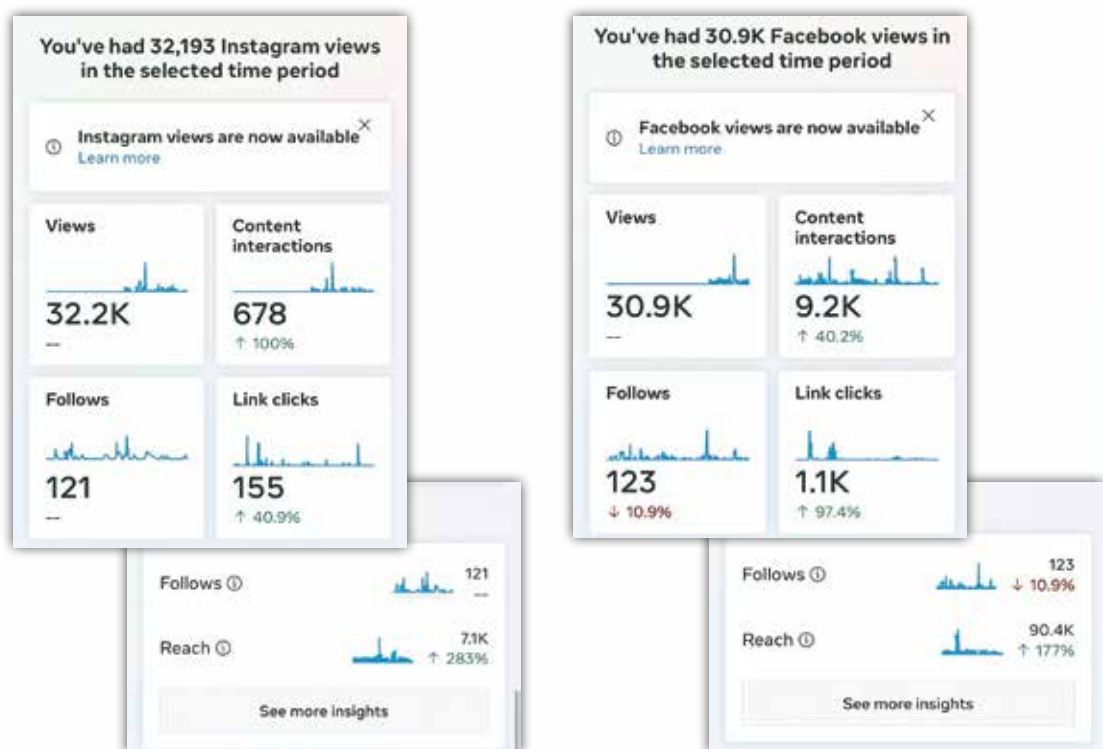 You've had 32,193 Instagram views
in the selected time period
Instagram views are now available
Learn more
Views
32.2K
--
Content
interactions
678
↑ 100%
Follows
121
--
Link clicks
155
↑ 40.9%
Follows
121
--
Reach
7.1K
↑ 283%
See more insights
You've had 30.9K Facebook views in
the selected time period
Facebook views are now available
Learn more
Views
30.9K
--
Content
interactions
9.2K
↑ 40.2%
Follows
123
↓ 10.9%
Link clicks
1.1K
↑ 97.4%
Follows
123
↓ 10.9%
Reach
90.4K
↑ 177%
See more insights